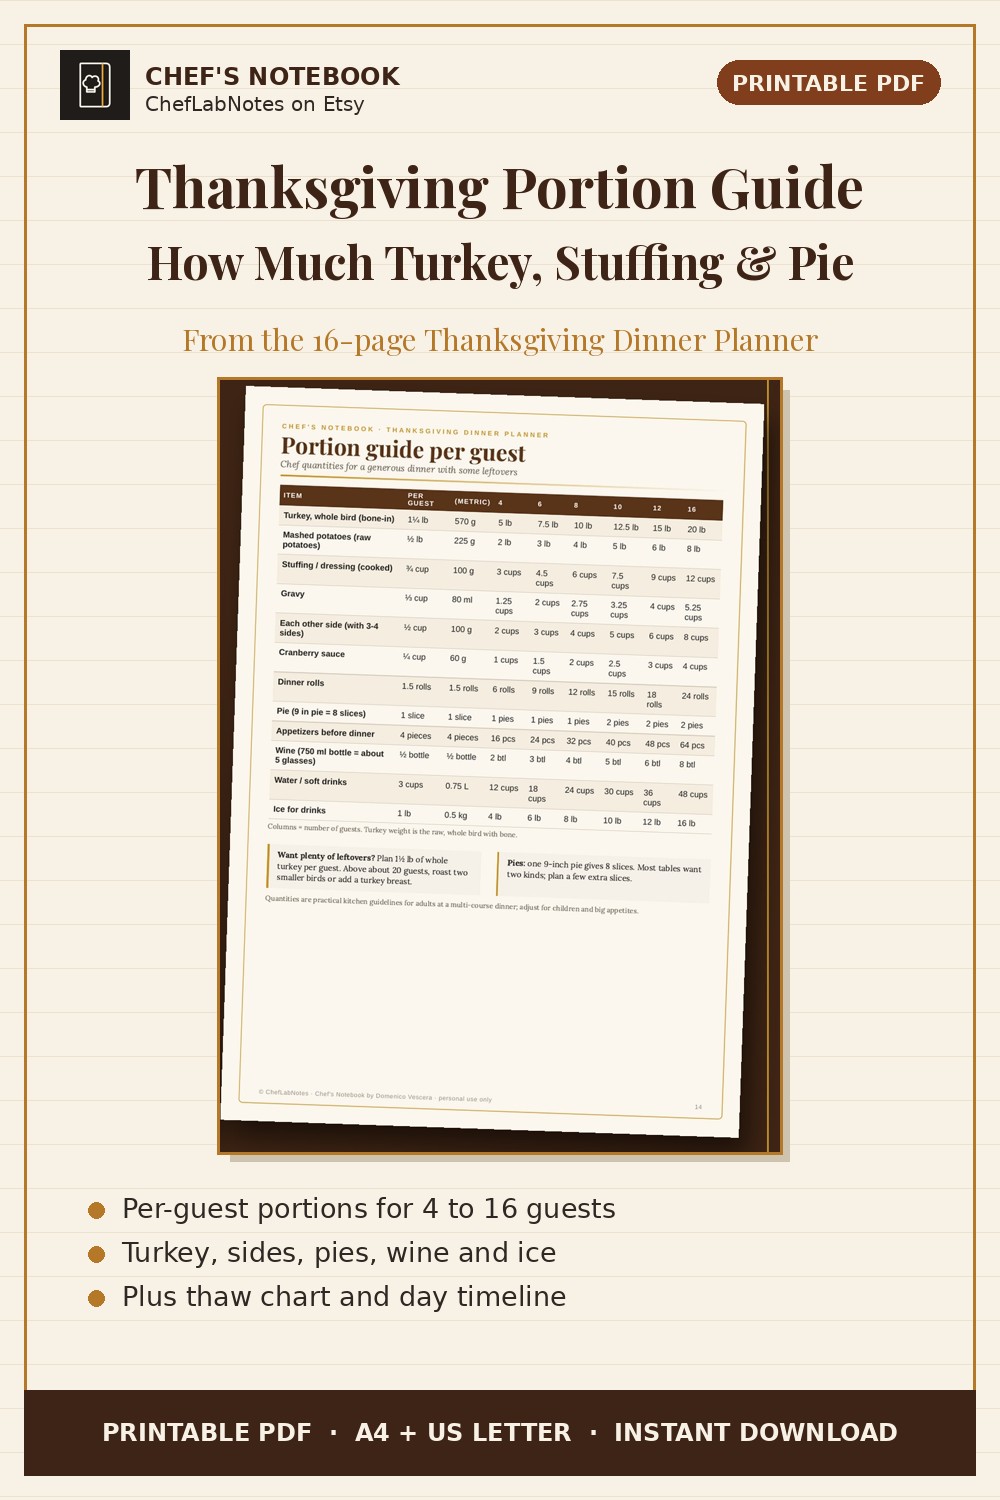 CHEF'S NOTEBOOK
ChefLabNotes on Etsy
PRINTABLE PDF
Thanksgiving Portion Guide
How Much Turkey, Stuffing & Pie
From the 16-page Thanksgiving Dinner Planner
CHEF'S NOTEBOOK · THANKSGIVING DINNER PLANNER
Portion guide per guest
Chef quantities for a generous dinner with some leftovers
ITEM PER GUEST (METRIC) 4 6 8 10 12 16
Turkey, whole bird (bone-in) 1¼ lb 570 g 5 lb 7.5 lb 10 lb 12.5 lb 15 lb 20 lb
Mashed potatoes (raw potatoes) ½ lb 225 g 2 lb 3 lb 4 lb 5 lb 6 lb 8 lb
Stuffing / dressing (cooked) ¾ cup 100 g 3 cups 4.5 cups 6 cups 7.5 cups 9 cups 12 cups
Gravy ⅓ cup 80 ml 1.25 cups 2 cups 2.75 cups 3.25 cups 4 cups 5.25 cups
Each other side (with 3-4 sides) ½ cup 100 g 2 cups 3 cups 4 cups 5 cups 6 cups 8 cups
Cranberry sauce ¼ cup 60 g 1 cups 1.5 cups 2 cups 2.5 cups 3 cups 4 cups
Dinner rolls 1.5 rolls 1.5 rolls 6 rolls 9 rolls 12 rolls 15 rolls 18 rolls 24 rolls
Pie (9 in pie = 8 slices) 1 slice 1 slice 1 pies 1 pies 1 pies 2 pies 2 pies 2 pies
Appetizers before dinner 4 pieces 4 pieces 16 pcs 24 pcs 32 pcs 40 pcs 48 pcs 64 pcs
Wine (750 ml bottle = about 5 glasses) ½ bottle ½ bottle 2 btl 3 btl 4 btl 5 btl 6 btl 8 btl
Water / soft drinks 3 cups 0.75 L 12 cups 18 cups 24 cups 30 cups 36 cups 48 cups
Ice for drinks 1 lb 0.5 kg 4 lb 6 lb 8 lb 10 lb 12 lb 16 lb
Columns = number of guests. Turkey weight is the raw, whole bird with bone.
Want plenty of leftovers? Plan 1½ lb of whole
turkey per guest. Above about 20 guests, roast two
smaller birds or add a turkey breast.
Pies: one 9-inch pie gives 8 slices. Most tables want
two kinds; plan a few extra slices.
Quantities are practical kitchen guidelines for adults at a multi-course dinner; adjust for children and big appetites.
© ChefLabNotes · Chef's Notebook by Domenico Vescera · personal use only
14
Per-guest portions for 4 to 16 guests
Turkey, sides, pies, wine and ice
Plus thaw chart and day timeline
PRINTABLE PDF · A4 + US LETTER · INSTANT DOWNLOAD